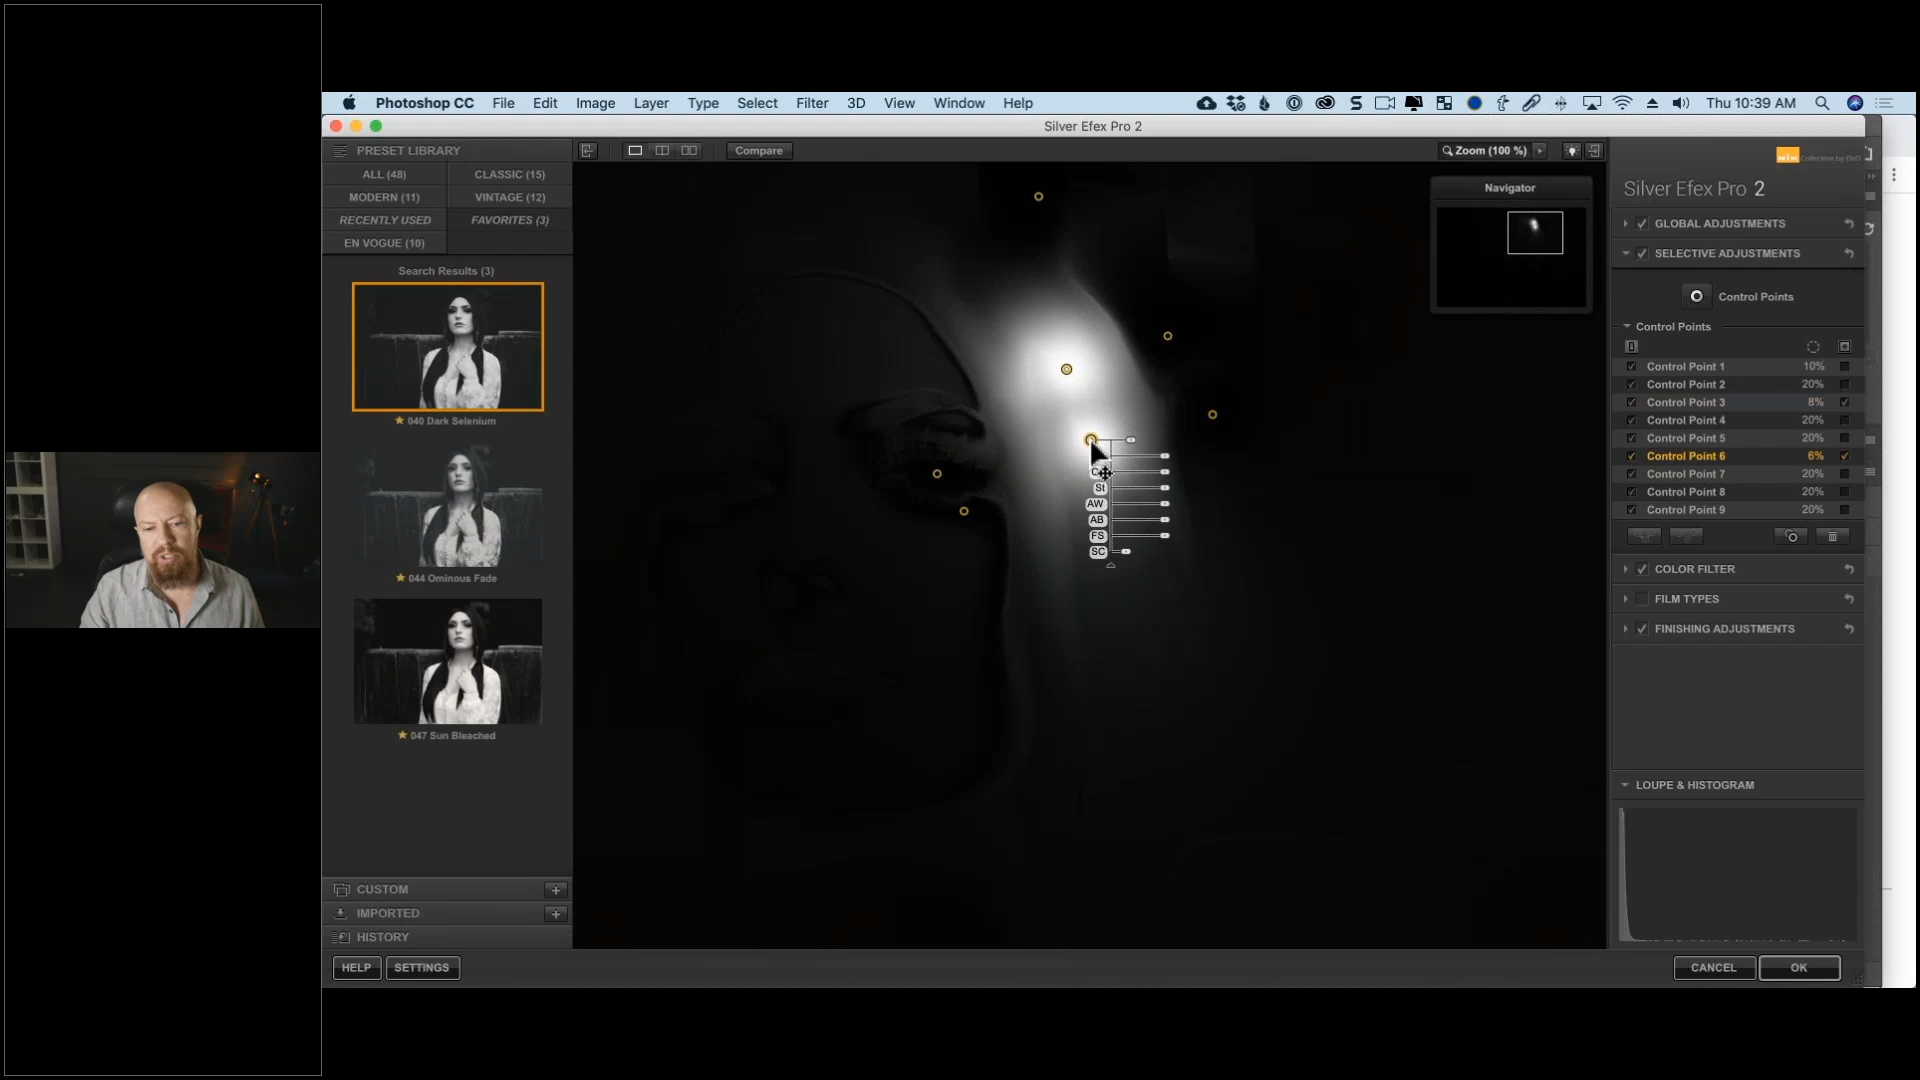 Photoshop CC File Edit Image Layer Type Select Filter 3D View Window Help Thu 10:39 AM
Silver Efex Pro 2
PRESET LIBRARY
ALL (48) CLASSIC (15)
MODERN (11) VINTAGE (12)
RECENTLY USED FAVORITES (3)
EN VOGUE (10)
Search Results (3)
040 Dark Selenium
044 Ominous Fade
047 Sun Bleached
CUSTOM
IMPORTED
HISTORY
HELP SETTINGS
Compare
Zoom (100 %)
Navigator
St
AW
AB
FS
SC
Collection by DxO
Silver Efex Pro 2
GLOBAL ADJUSTMENTS
SELECTIVE ADJUSTMENTS
Control Points
Control Points
Control Point 1 10%
Control Point 2 20%
Control Point 3 8%
Control Point 4 20%
Control Point 5 20%
Control Point 6 6%
Control Point 7 20%
Control Point 8 20%
Control Point 9 20%
COLOR FILTER
FILM TYPES
FINISHING ADJUSTMENTS
LOUPE & HISTOGRAM
CANCEL OK